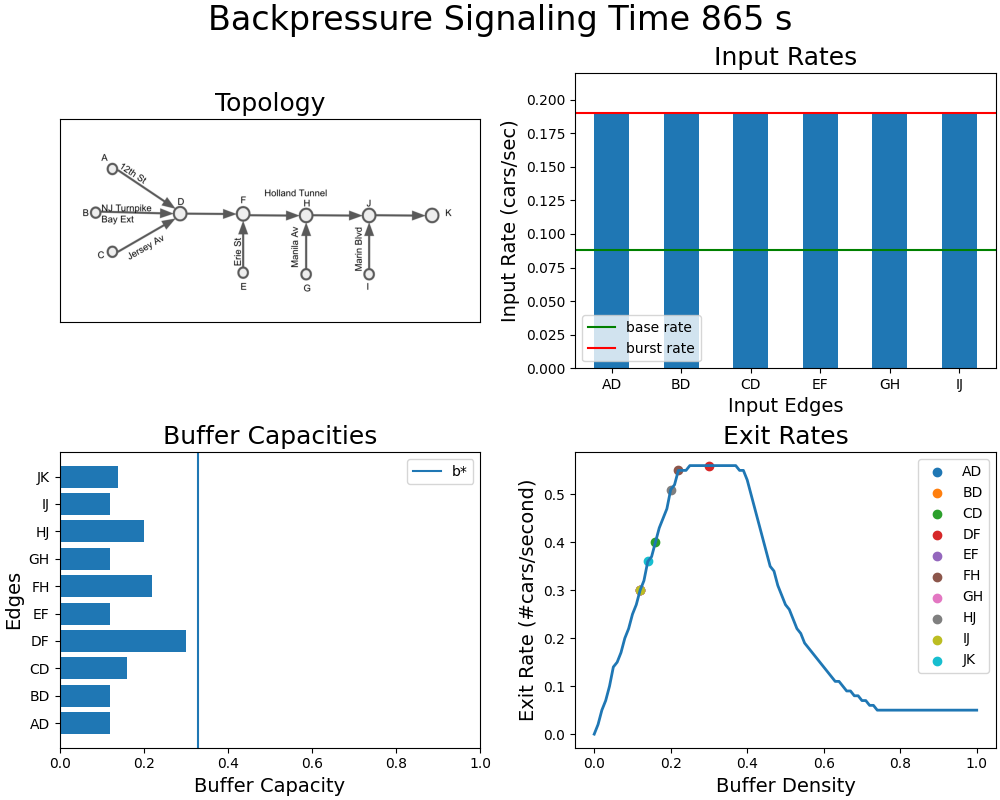 Backpressure Signaling Time 865 s
Topology
A
12th St
B
NJ Turnpike
Bay Ext
C
Jersey Av
D
F
Holland Tunnel
H
J
K
Erie St
Manila Av
Marin Blvd
E
G
I
Input Rates
Input Rate (cars/sec)
0.200
0.175
0.150
0.125
0.100
0.075
0.050
0.025
0.000
base rate
burst rate
AD BD CD EF GH IJ
Input Edges
Buffer Capacities
Edges
JK
IJ
HJ
GH
FH
EF
DF
CD
BD
AD
b*
0.0 0.2 0.4 0.6 0.8 1.0
Buffer Capacity
Exit Rates
Exit Rate (#cars/second)
0.5
0.4
0.3
0.2
0.1
0.0
AD
BD
CD
DF
EF
FH
GH
HJ
IJ
JK
0.0 0.2 0.4 0.6 0.8 1.0
Buffer Density